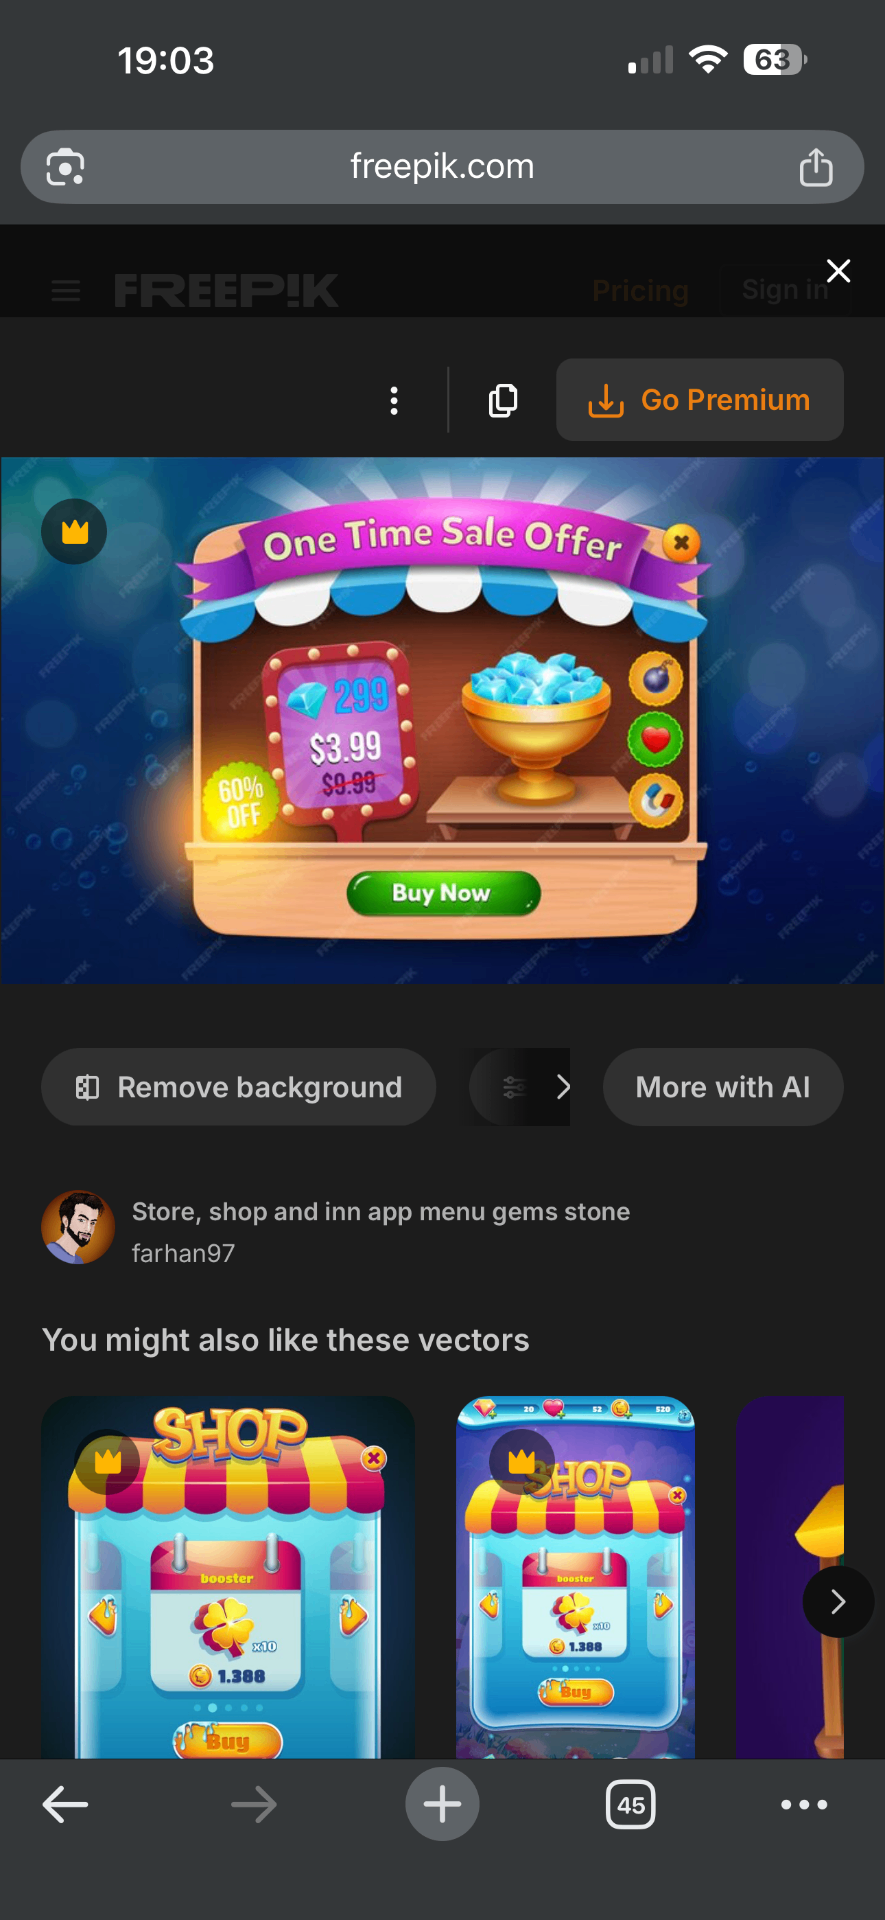 19:03
63
freepik.com
FREEPIK
Pricing
Sign in
Go Premium
One Time Sale Offer
299
$3.99
$9.99
60%
OFF
Buy Now
Remove background
More with AI
Store, shop and inn app menu gems stone
farhan97
You might also like these vectors
SHOP
booster
x10
1.388
Buy
20
52
520
SHOP
booster
x10
1.388
Buy
45